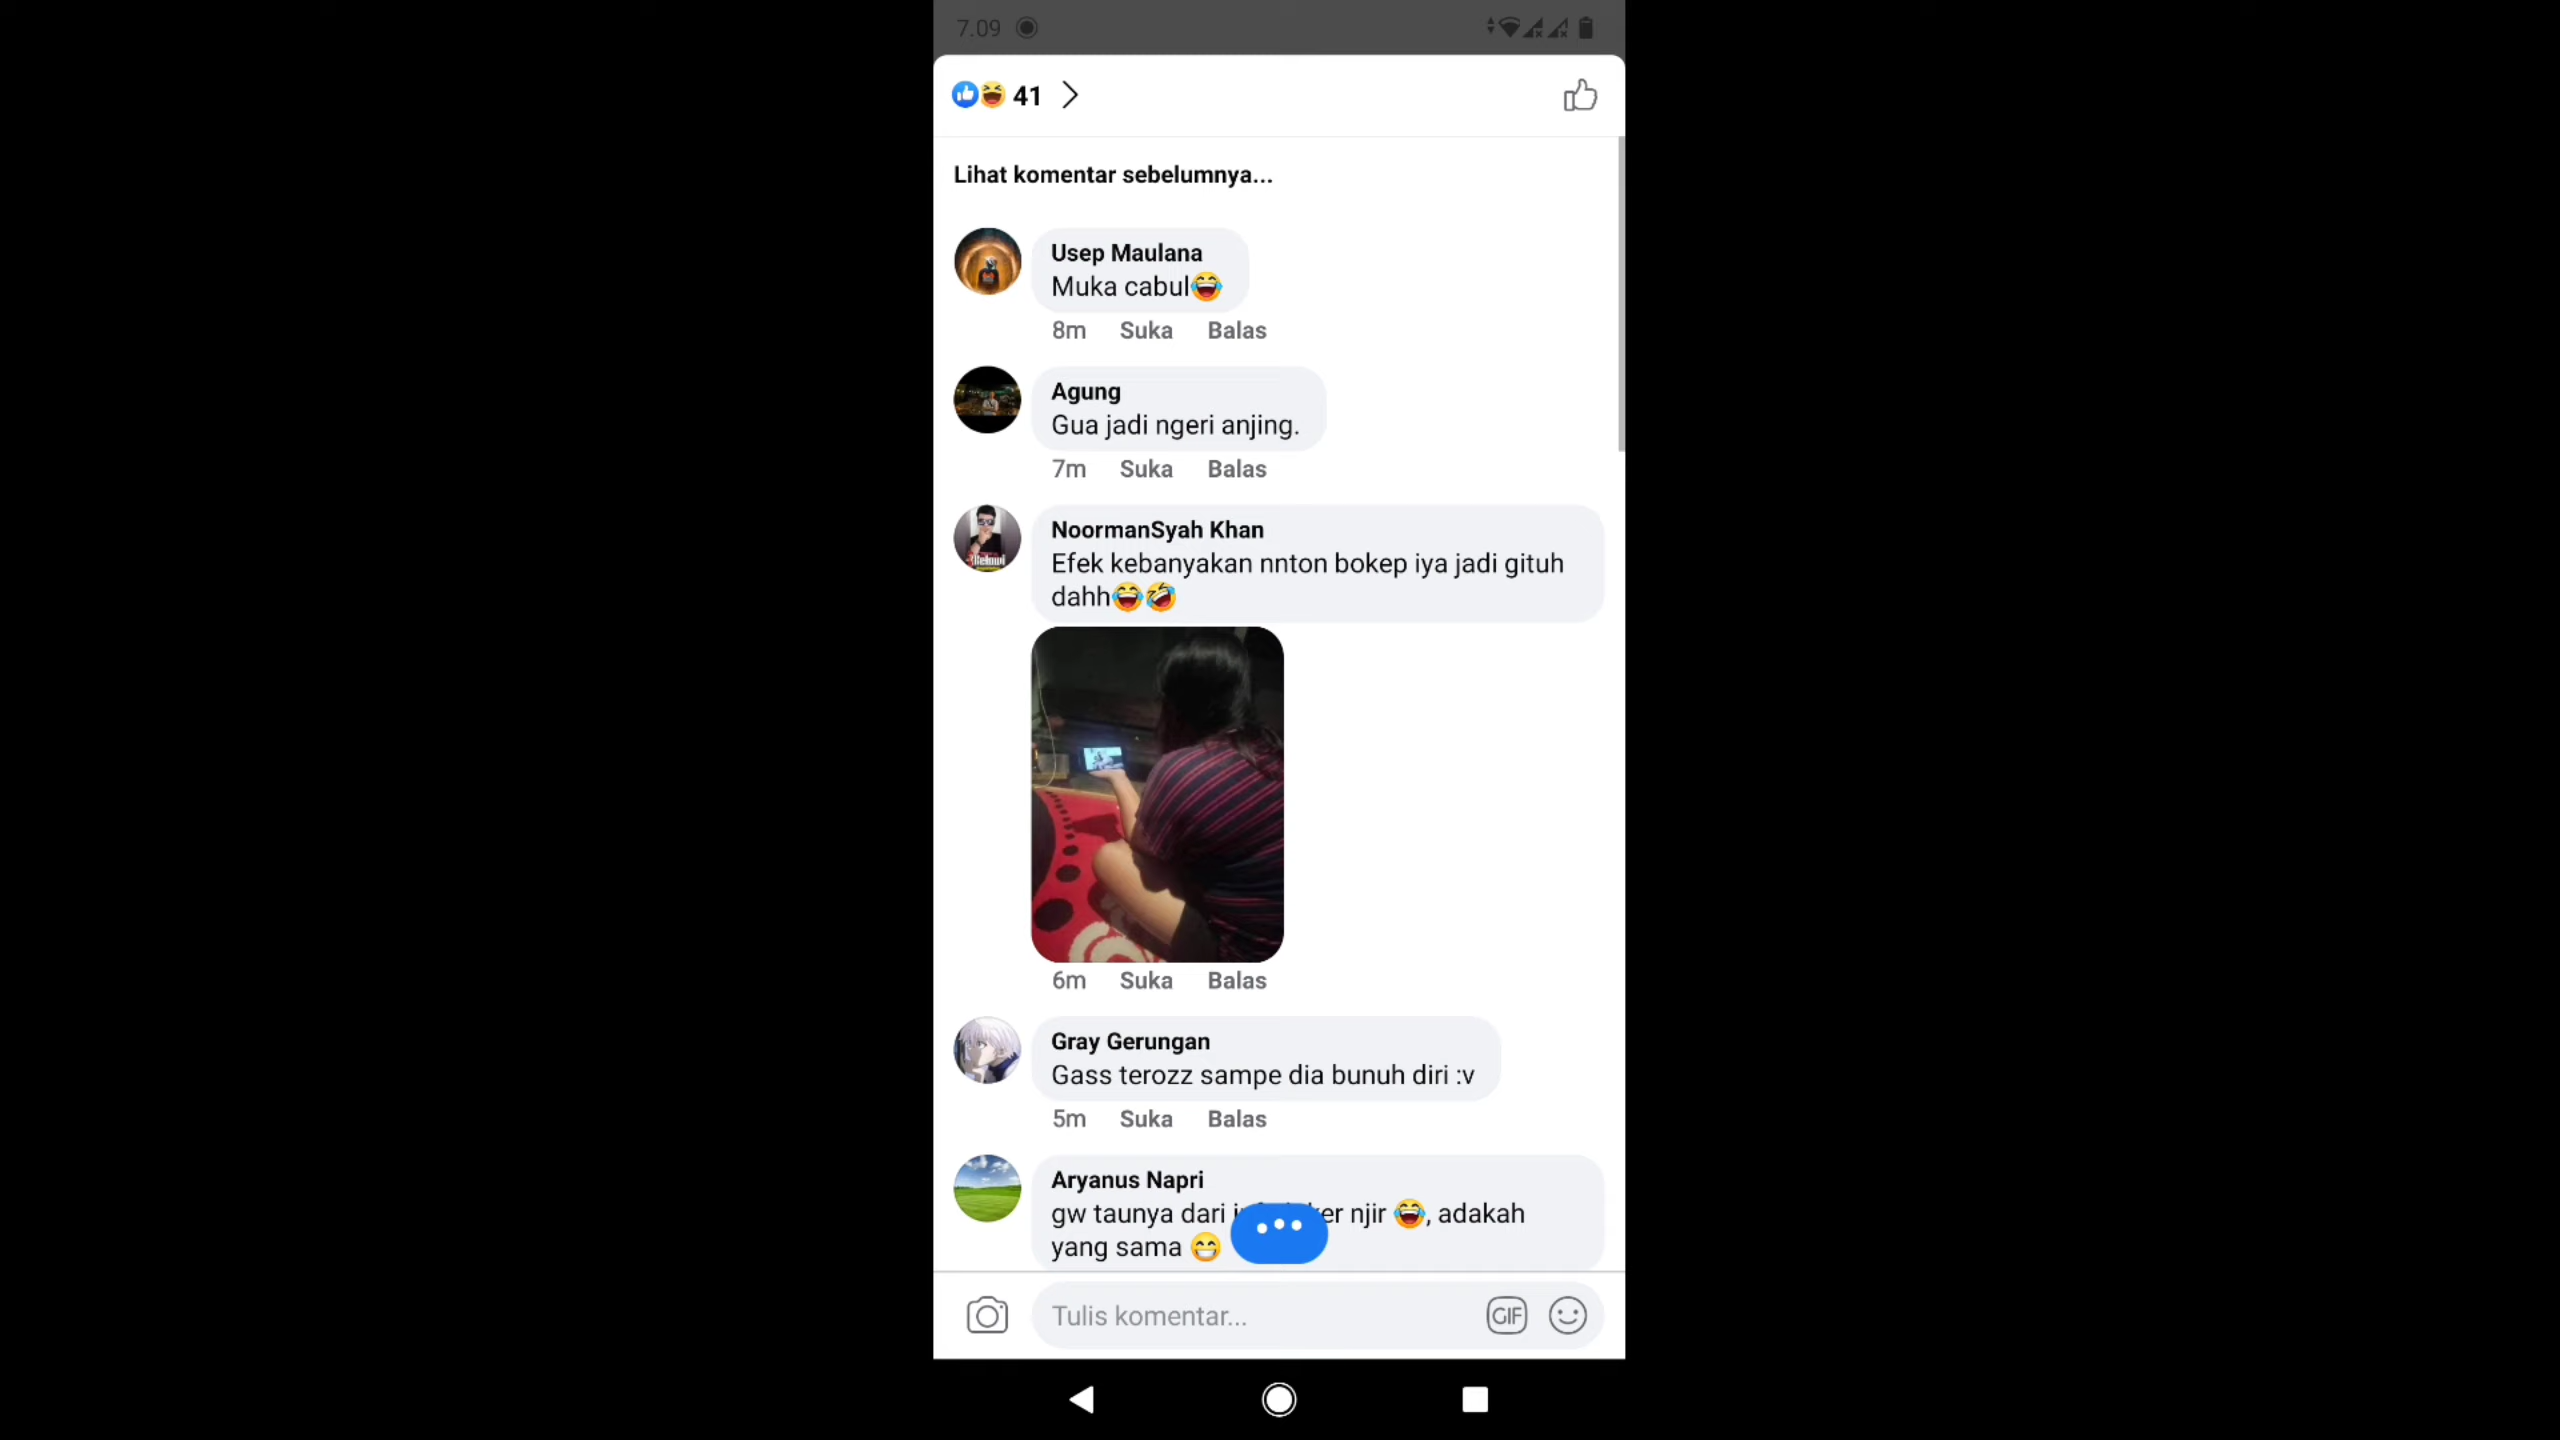 7.09
41
Lihat komentar sebelumnya...
Usep Maulana
Muka cabul😂
8m Suka Balas
Agung
Gua jadi ngeri anjing.
7m Suka Balas
NoormanSyah Khan
Efek kebanyakan nnton bokep iya jadi gituh
dahh😂🤣
6m Suka Balas
Gray Gerungan
Gass terozz sampe dia bunuh diri :v
5m Suka Balas
Aryanus Napri
gw taunya dari njir 😂, adakah
yang sama 😁
Tulis komentar...
GIF